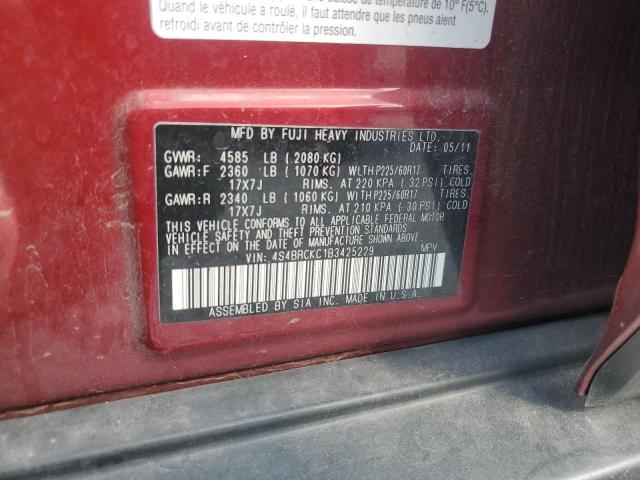 température de 10° F(5°C).
Quand le véhicule a roulé, il faut attendre que les pneus aient
refroidi avant de contrôler la pression.
MFD BY FUJI HEAVY INDUSTRIES LTD.
DATE: 05/11
GVWR: 4585 LB ( 2080 KG)
GAWR:F 2360 LB ( 1070 KG) WITH P225/60R17 TIRES.
17X7J RIMS. AT 220 KPA ( 32 PSI) COLD
GAWR:R 2340 LB ( 1060 KG) WITH P225/60R17 TIRES.
17X7J RIMS. AT 210 KPA ( 30 PSI) COLD
THIS VEHICLE CONFORMS TO ALL APPLICABLE FEDERAL MOTOR
VEHICLE SAFETY AND THEFT PREVENTION STANDARDS
IN EFFECT ON THE DATE OF MANUFACTURE SHOWN ABOVE.
VIN: 4S4BRCKC1B3425229 MPV
ASSEMBLED BY SIA INC. MADE IN U.S.A.